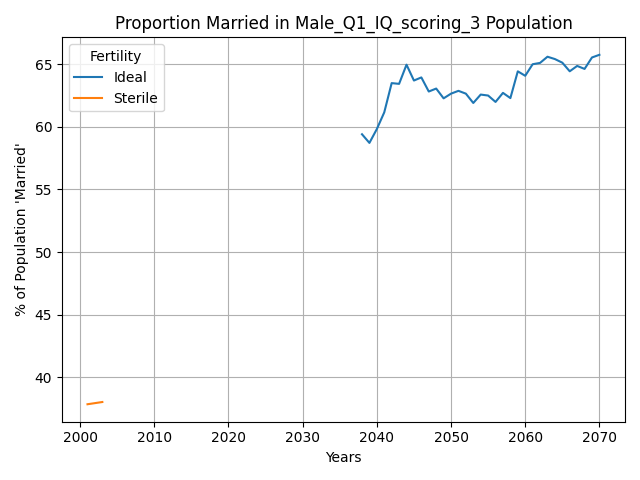 Proportion Married in Male_Q1_IQ_scoring_3 Population
Fertility
Ideal
Sterile
% of Population 'Married'
65
60
55
50
45
40
2000
2010
2020
2030
2040
2050
2060
2070
Years